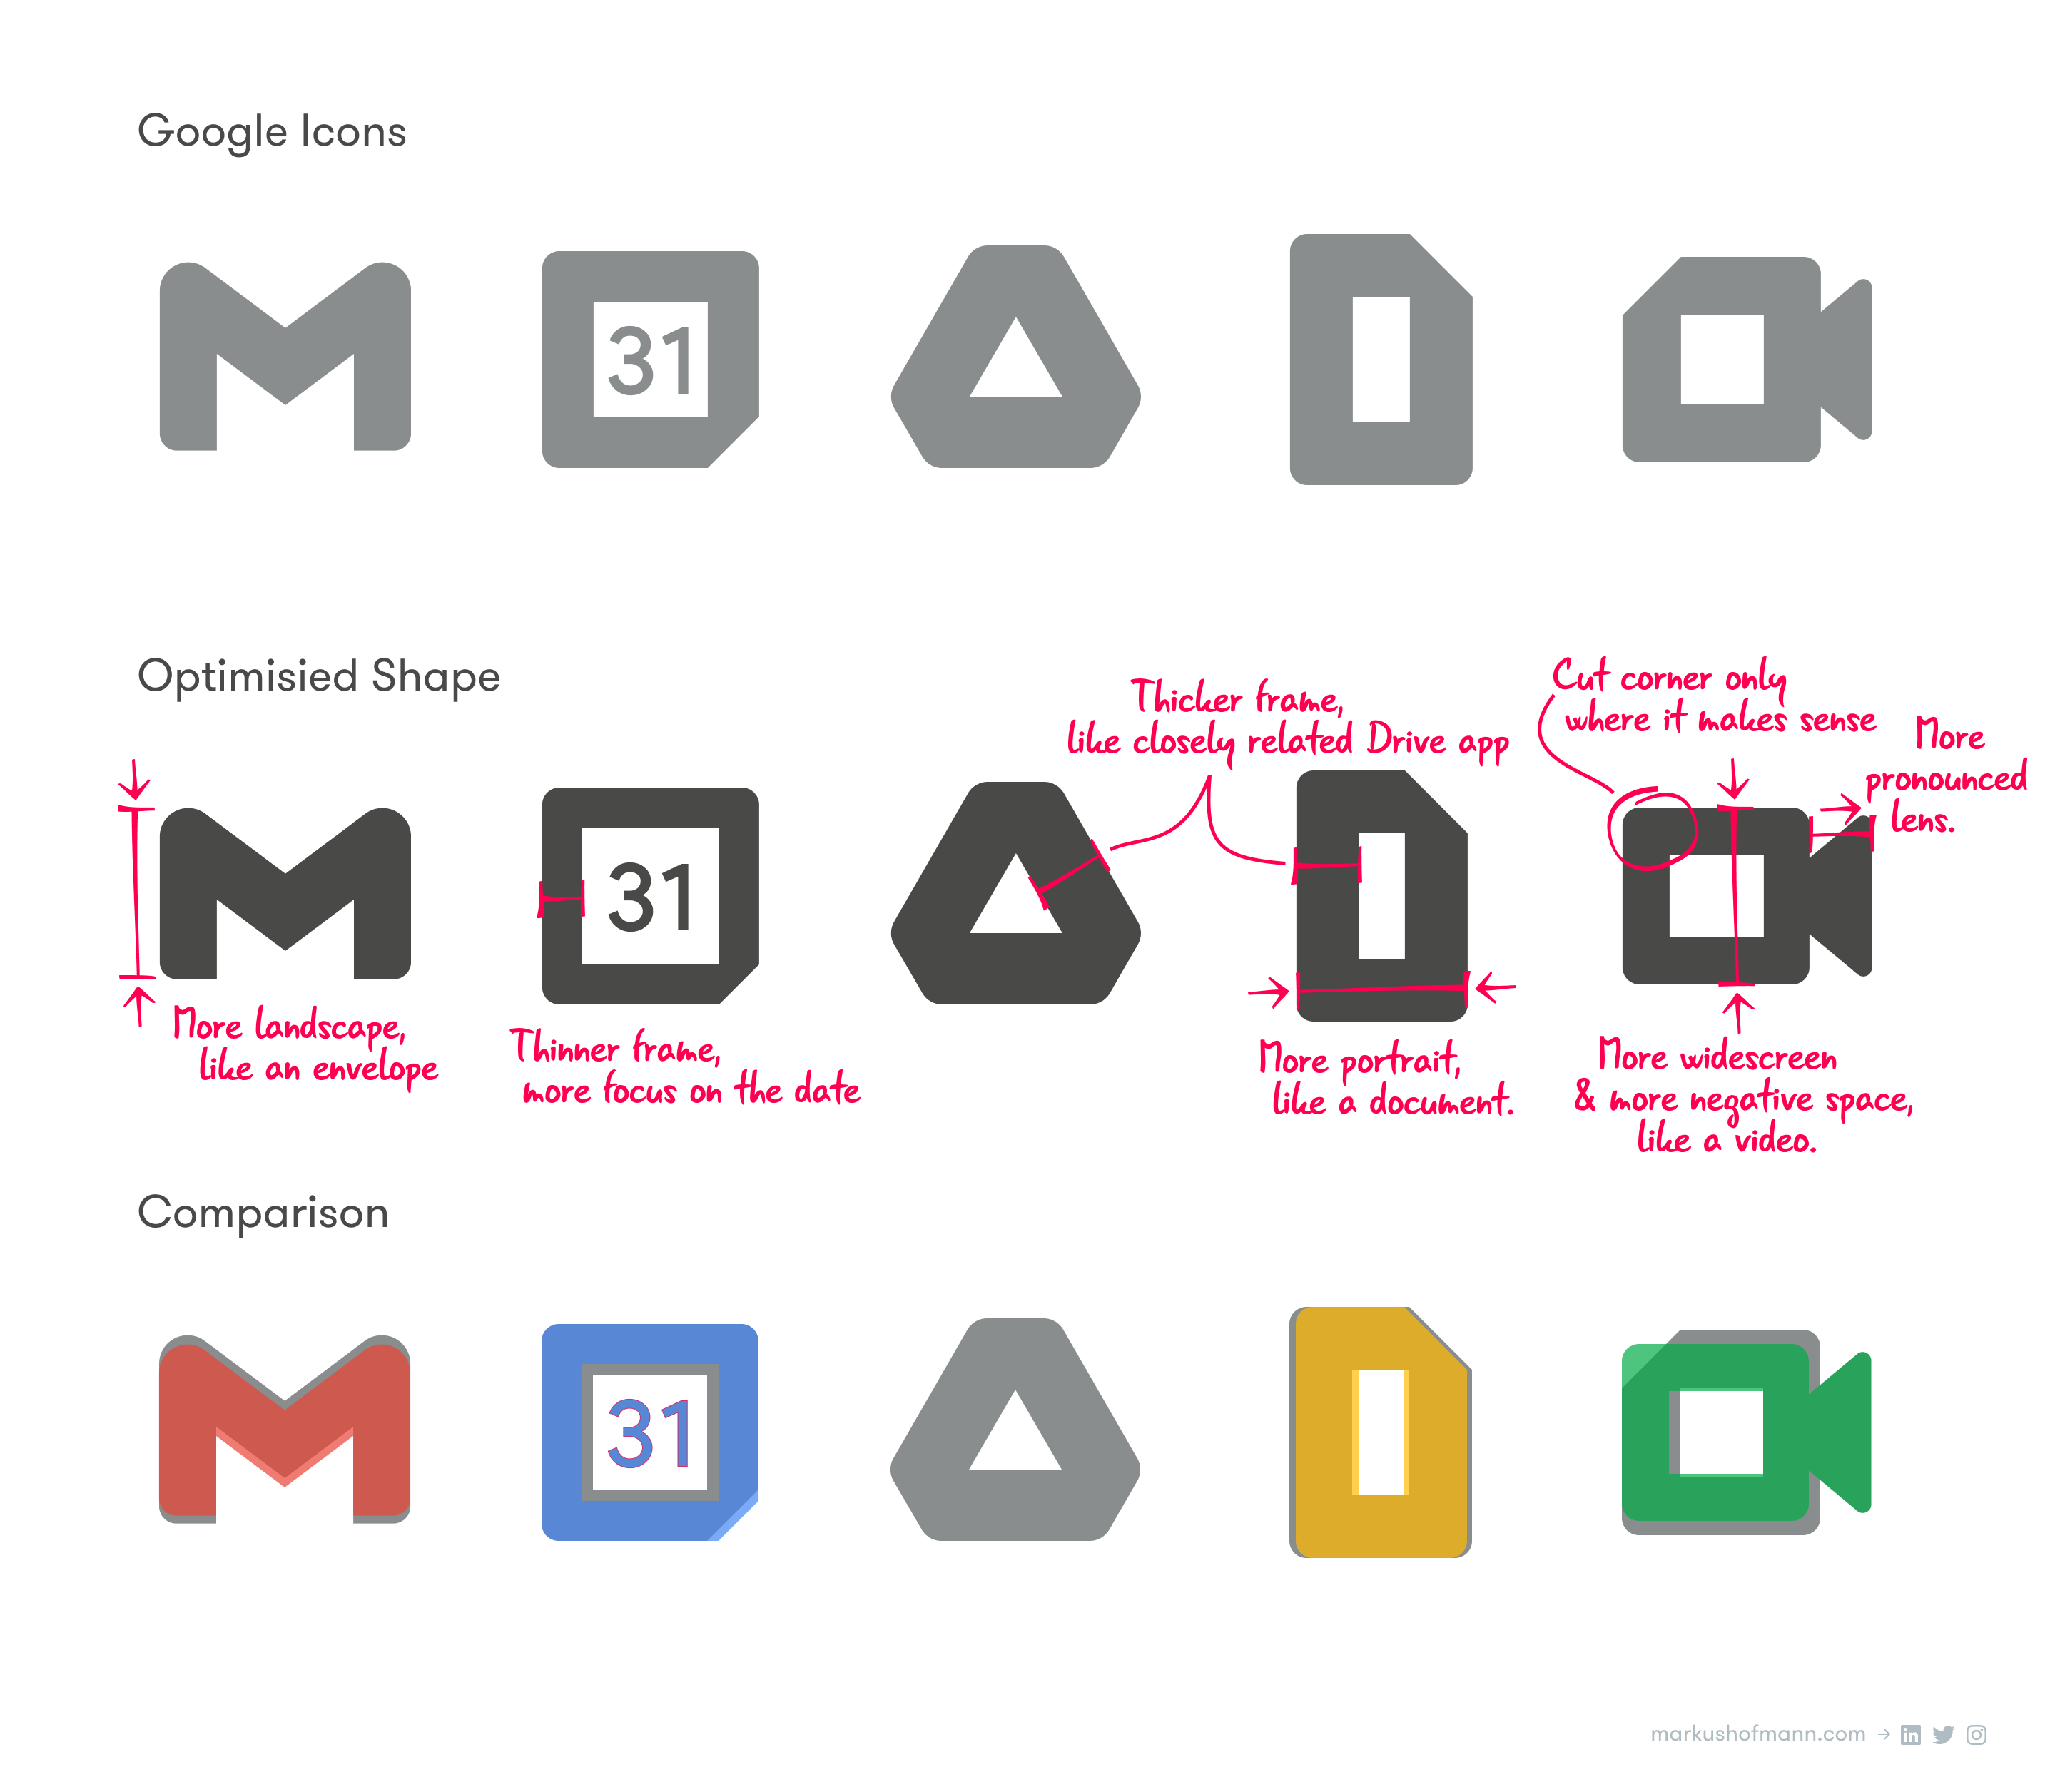 Google Icons
31
Optimisied Shape
Thicker frame,
like closely related Drive app
Cut corner only
where it makes sense
More
pronounced
lens.
31
More landscape,
like an envelope
Thinner frame,
more focus on the date
More portrait,
like a document.
More widescreen
& more negative space,
like a video.
Comparison
31
markushofmann.com →